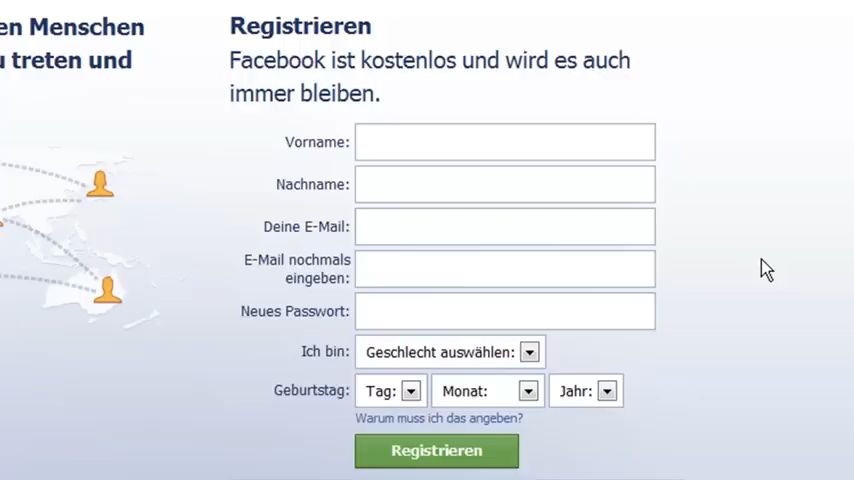 en Menschen
u treten und
Registrieren
Facebook ist kostenlos und wird es auch
immer bleiben.
Vorname:
Nachname:
Deine E-Mail:
E-Mail nochmals
eingeben:
Neues Passwort:
Ich bin: Geschlecht auswählen:
Geburtstag: Tag: Monat: Jahr:
Warum muss ich das angeben?
Registrieren